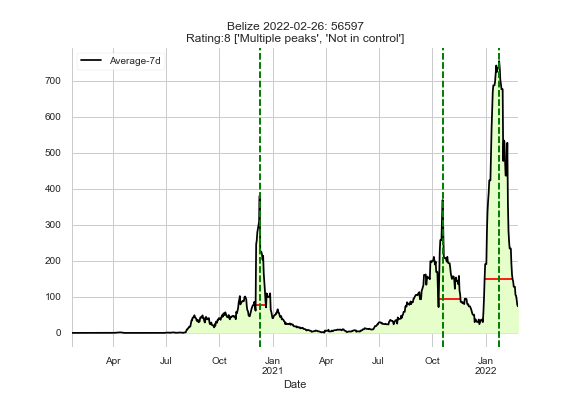 Belize 2022-02-26: 56597
Rating:8 ['Multiple peaks', 'Not in control']
Average-7d
700
600
500
400
300
200
100
0
Apr Jul Oct Jan Apr Jul Oct Jan
2021 2022
Date